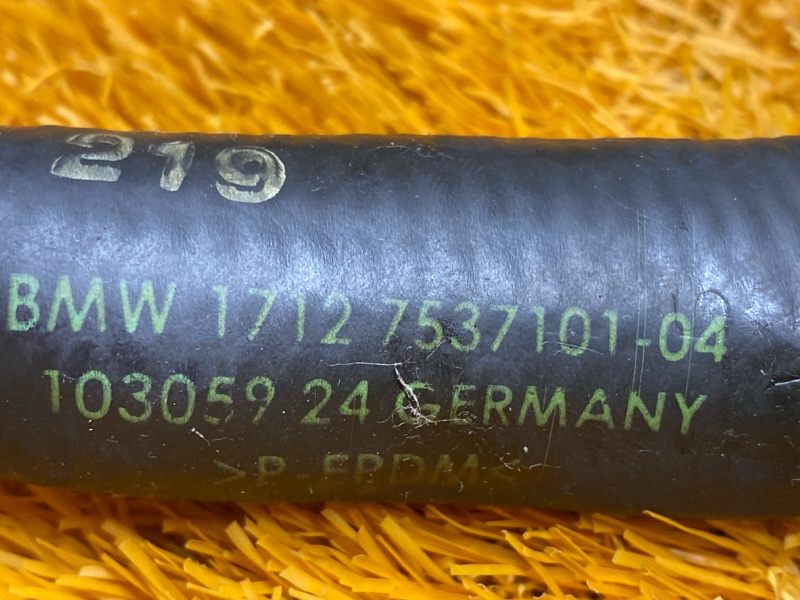 219
BMW 1712 7537101-04
103059 24 GERMANY
>P-EPDM<